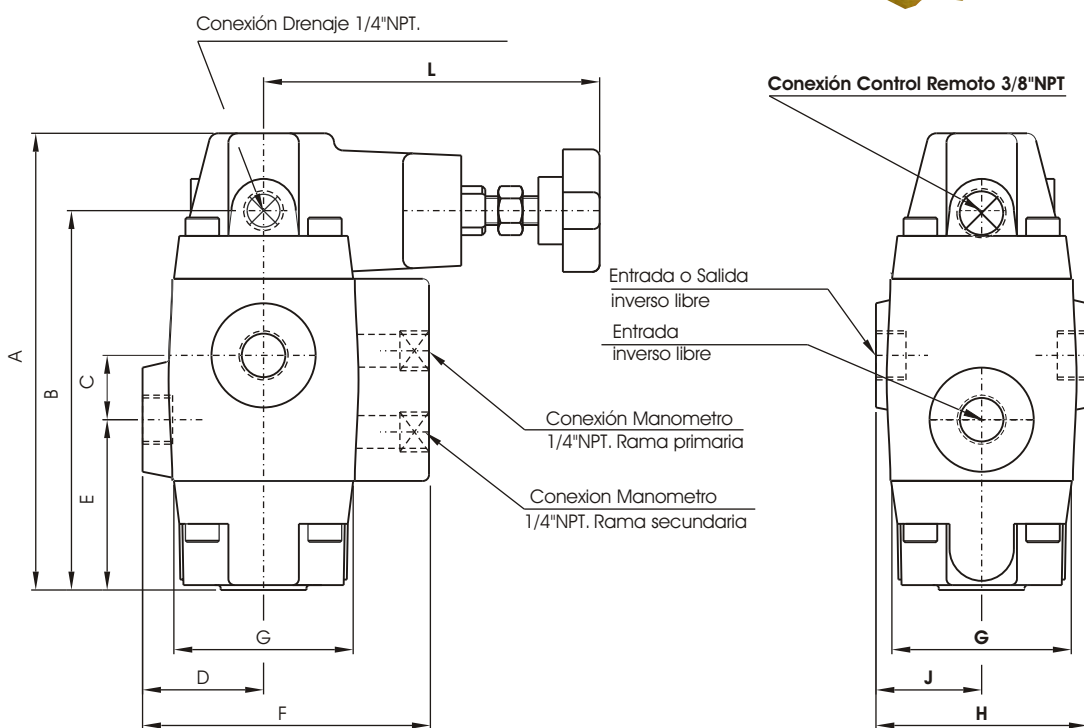 Conexión Drenaje 1/4"NPT.
L
Conexión Control Remoto 3/8"NPT
Entrada o Salida
inverso libre
Entrada
inverso libre
A
B
C
E
Conexión Manometro
1/4"NPT. Rama primaria
Conexion Manometro
1/4"NPT. Rama secundaria
G
D
F
G
J
H